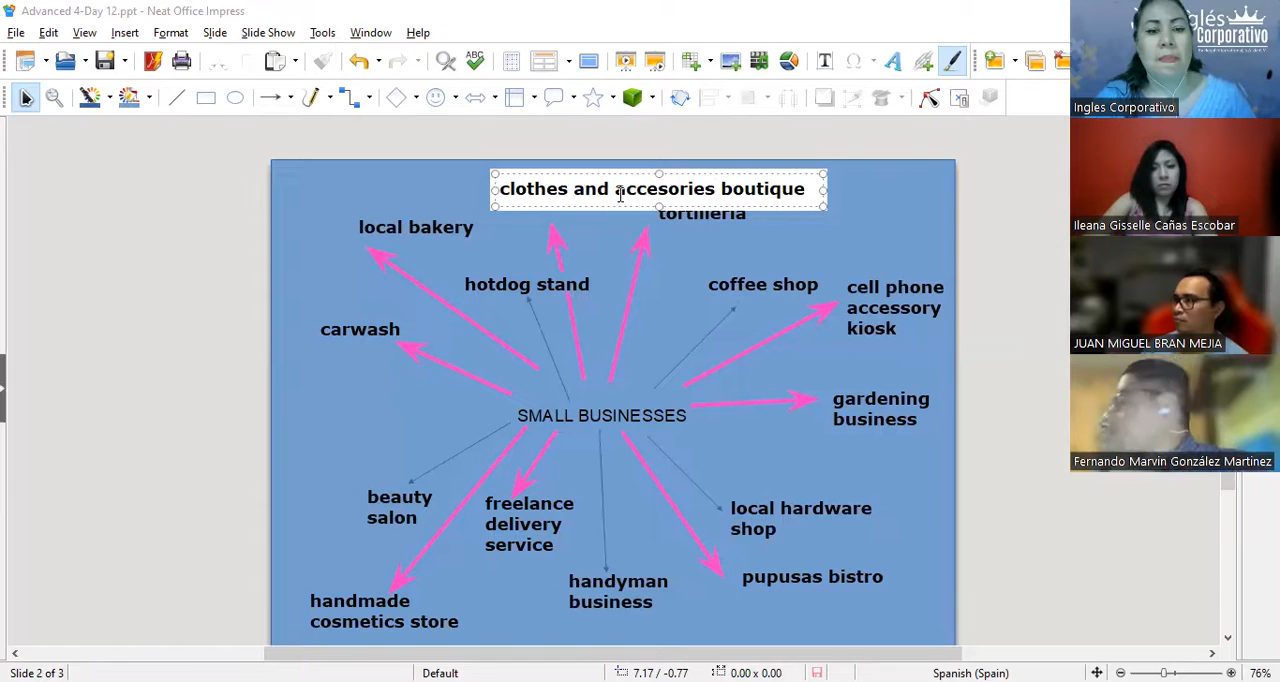 Advanced 4-Day 12.ppt - Neat Office Impress
File Edit View Insert Format Slide Slide Show Tools Window Help
clothes and accesories boutique
tortilleria
local bakery
hotdog stand
coffee shop
cell phone
accessory
kiosk
carwash
gardening
business
SMALL BUSINESSES
beauty
salon
freelance
delivery
service
local hardware
shop
handyman
business
pupusas bistro
handmade
cosmetics store
Slide 2 of 3
Default
7.17 / -0.77
0.00 x 0.00
Spanish (Spain)
76%
Inglés
Corporativo
Ingles Corporativo
Ileana Gisselle Cañas Escobar
JUAN MIGUEL BRAN MEJIA
Fernando Marvin González Martinez